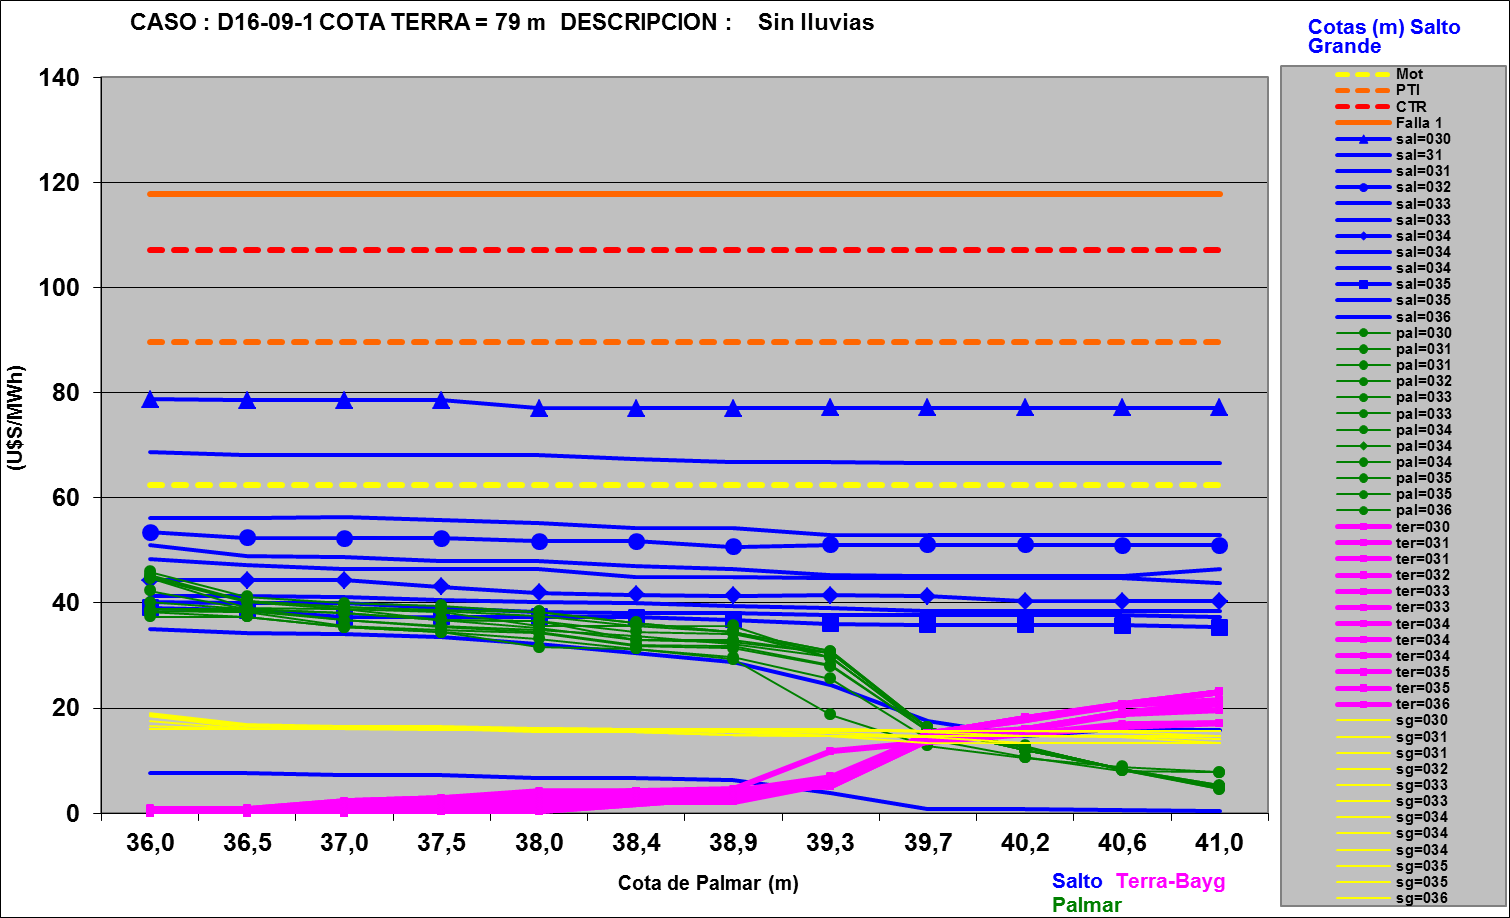 CASO : D16-09-1 COTA TERRA = 79 m DESCRIPCION : Sin lluvias
Cotas (m) Salto
Grande
140
120
100
80
60
40
20
0
(U$S/MWh)
36,0 36,5 37,0 37,5 38,0 38,4 38,9 39,3 39,7 40,2 40,6 41,0
Cota de Palmar (m)
Salto Terra-Bayg
Palmar
Mot
PTI
CTR
Falla 1
sal=030
sal=31
sal=031
sal=032
sal=033
sal=033
sal=034
sal=034
sal=034
sal=035
sal=035
sal=036
pal=030
pal=031
pal=031
pal=032
pal=033
pal=033
pal=034
pal=034
pal=034
pal=035
pal=035
pal=036
ter=030
ter=031
ter=031
ter=032
ter=033
ter=033
ter=034
ter=034
ter=034
ter=035
ter=035
ter=036
sg=030
sg=031
sg=031
sg=032
sg=033
sg=033
sg=034
sg=034
sg=034
sg=035
sg=035
sg=036